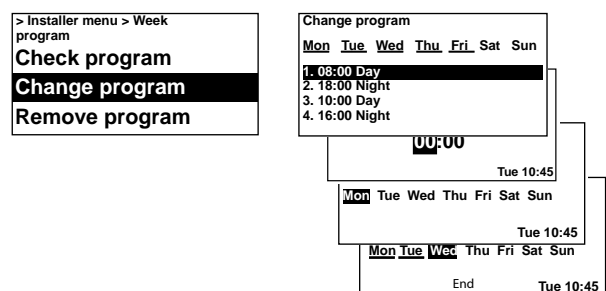 > Installer menu > Week
program
Check program
Change program
Remove program
Change program
Mon Tue Wed Thu Fri Sat Sun
1. 08:00 Day
2. 18:00 Night
3. 10:00 Day
4. 16:00 Night
00:00
Tue 10:45
Mon Tue Wed Thu Fri Sat Sun
Tue 10:45
Mon Tue Wed Thu Fri Sat Sun
End
Tue 10:45